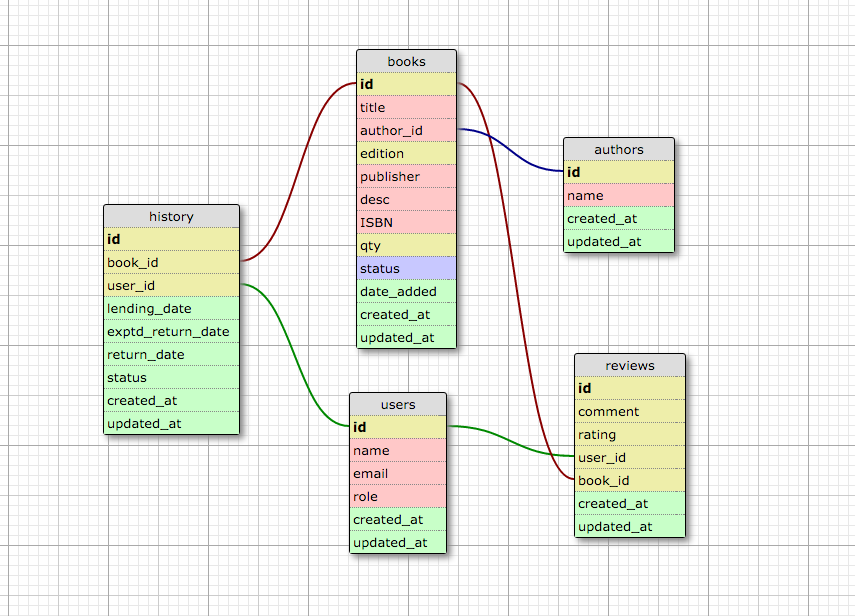 books
id
title
author_id
edition
publisher
desc
ISBN
qty
status
date_added
created_at
updated_at
authors
id
name
created_at
updated_at
history
id
book_id
user_id
lending_date
exptd_return_date
return_date
status
created_at
updated_at
users
id
name
email
role
created_at
updated_at
reviews
id
comment
rating
user_id
book_id
created_at
updated_at